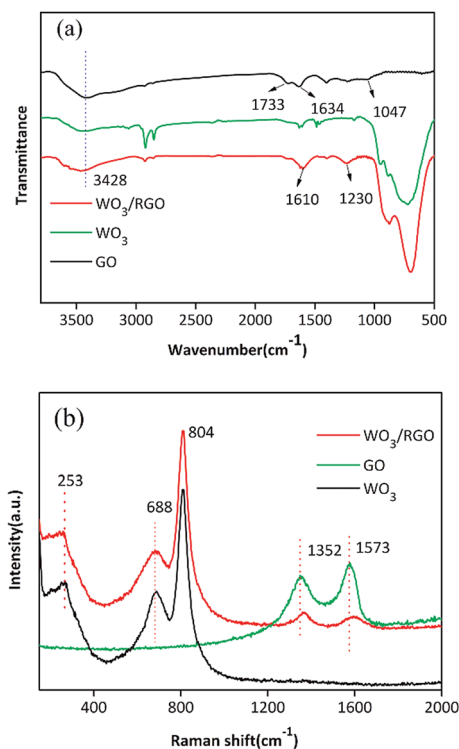 (a)
1733
1634
1047
3428
1610
1230
WO₃/RGO
WO₃
GO
Transmittance
3500 3000 2500 2000 1500 1000 500
Wavenumber(cm⁻¹)
(b)
804
253
688
1352
1573
WO₃/RGO
GO
WO₃
Intensity(a.u.)
400 800 1200 1600 2000
Raman shift(cm⁻¹)